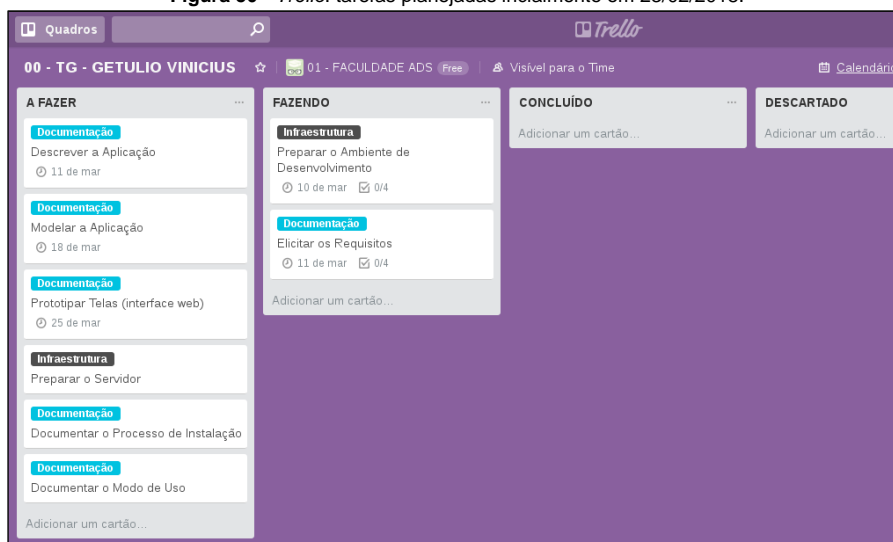 Quadros
Trello
00 - TG - GETULIO VINICIUS
01 - FACULDADE ADS Free
Visível para o Time
Calendário
A FAZER
Documentação
Descrever a Aplicação
11 de mar
Documentação
Modelar a Aplicação
18 de mar
Documentação
Prototipar Telas (interface web)
25 de mar
Infraestrutura
Preparar o Servidor
Documentação
Documentar o Processo de Instalação
Documentação
Documentar o Modo de Uso
Adicionar um cartão...
FAZENDO
Infraestrutura
Preparar o Ambiente de
Desenvolvimento
10 de mar 0/4
Documentação
Elicitar os Requisitos
11 de mar 0/4
Adicionar um cartão...
CONCLUÍDO
Adicionar um cartão...
DESCARTADO
Adicionar um cartão...